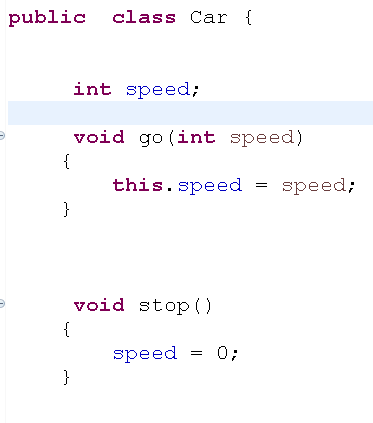 public  class Car {
int speed;
void go(int speed)
{
this.speed = speed;
}
void stop()
{
speed = 0;
}